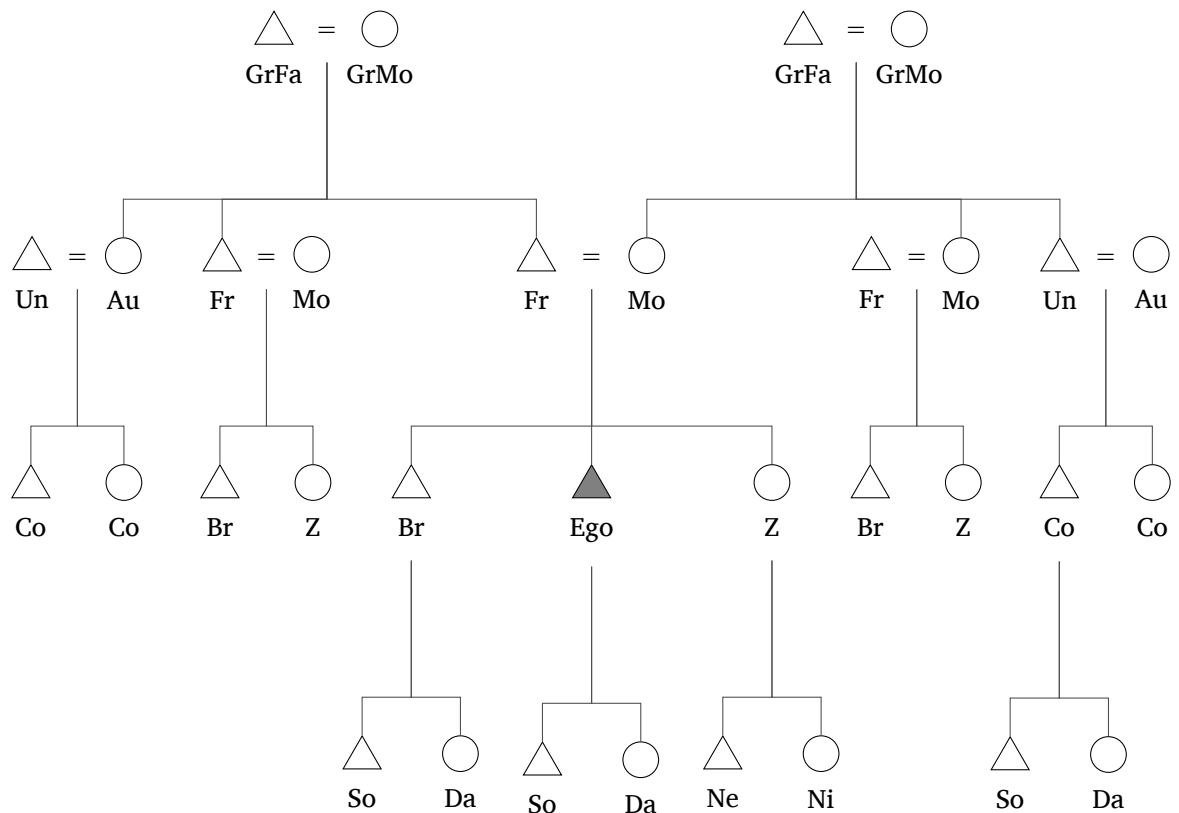 = =
GrFa GrMo GrFa GrMo
= = = = =
Un Au Fr Mo Fr Mo Fr Mo Un Au
Co Co Br Z Br Ego Z Br Z Co Co
So Da So Da Ne Ni So Da